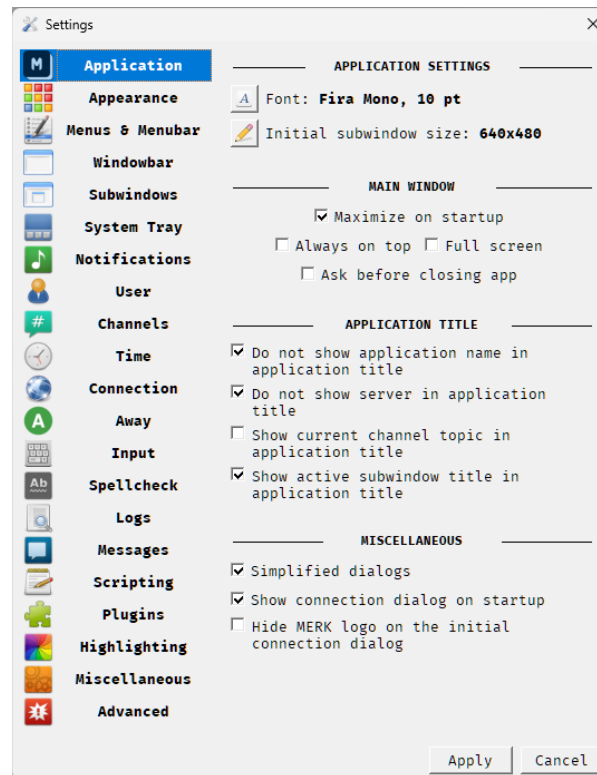 Settings
M
Application
Appearance
Menus & Menubar
Windowbar
Subwindows
System Tray
Notifications
User
#
Channels
Time
Connection
A
Away
Input
Ab
Spellcheck
Logs
Messages
Scripting
Plugins
Highlighting
Miscellaneous
Advanced
APPLICATION SETTINGS
A
Font: Fira Mono, 10 pt
Initial subwindow size: 640x480
MAIN WINDOW
Maximize on startup
Always on top Full screen
Ask before closing app
APPLICATION TITLE
Do not show application name in
application title
Do not show server in application
title
Show current channel topic in
application title
Show active subwindow title in
application title
MISCELLANEOUS
Simplified dialogs
Show connection dialog on startup
Hide MERK logo on the initial
connection dialog
Apply Cancel